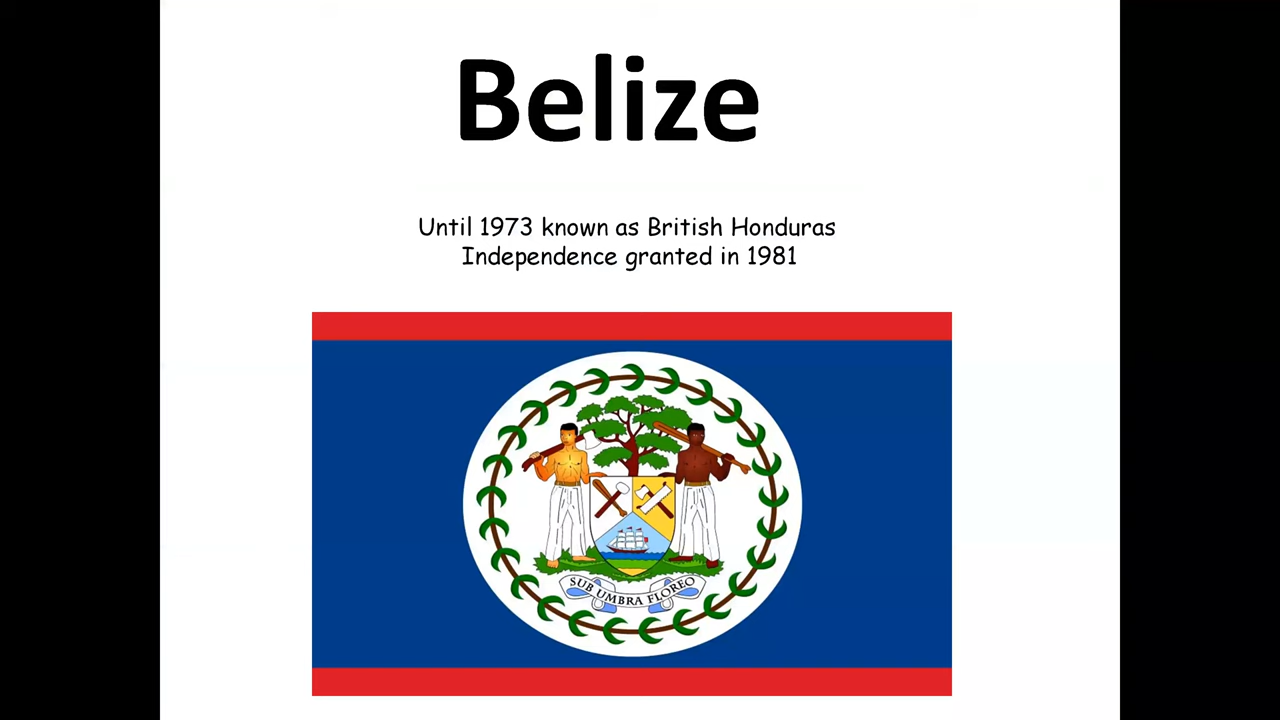 Belize
Until 1973 known as British Honduras
Independence granted in 1981
SUB UMBRA FLOREO